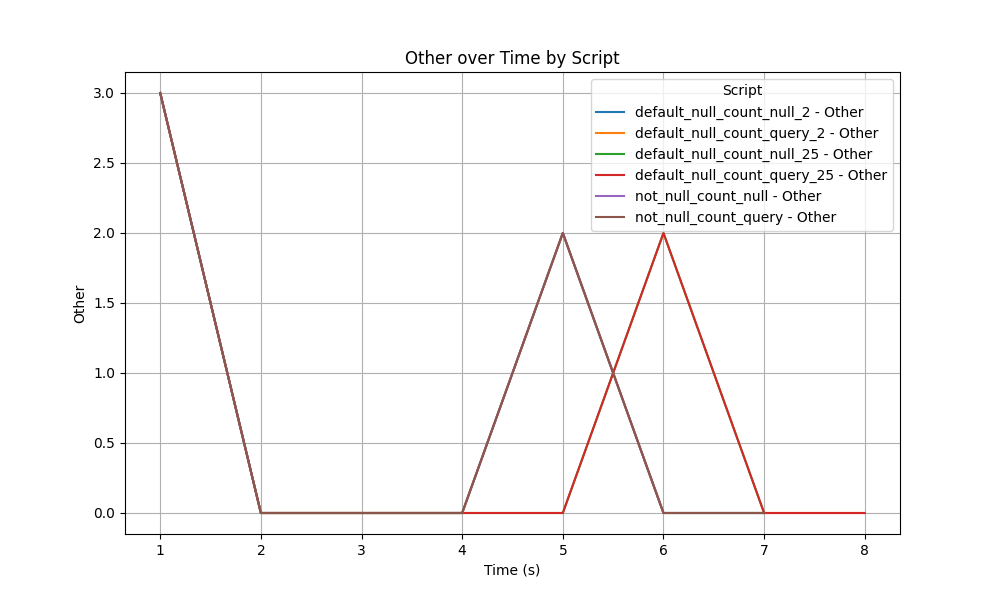 Other over Time by Script
Script
default_null_count_null_2 - Other
default_null_count_query_2 - Other
default_null_count_null_25 - Other
default_null_count_query_25 - Other
not_null_count_null - Other
not_null_count_query - Other
3.0
2.5
2.0
1.5
1.0
0.5
0.0
Other
1 2 3 4 5 6 7 8
Time (s)